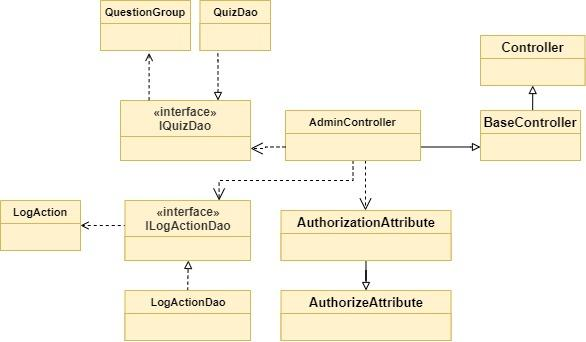 QuestionGroup
QuizDao
Controller
«interface»
IQuizDao
AdminController
BaseController
LogAction
«interface»
ILogActionDao
AuthorizationAttribute
LogActionDao
AuthorizeAttribute